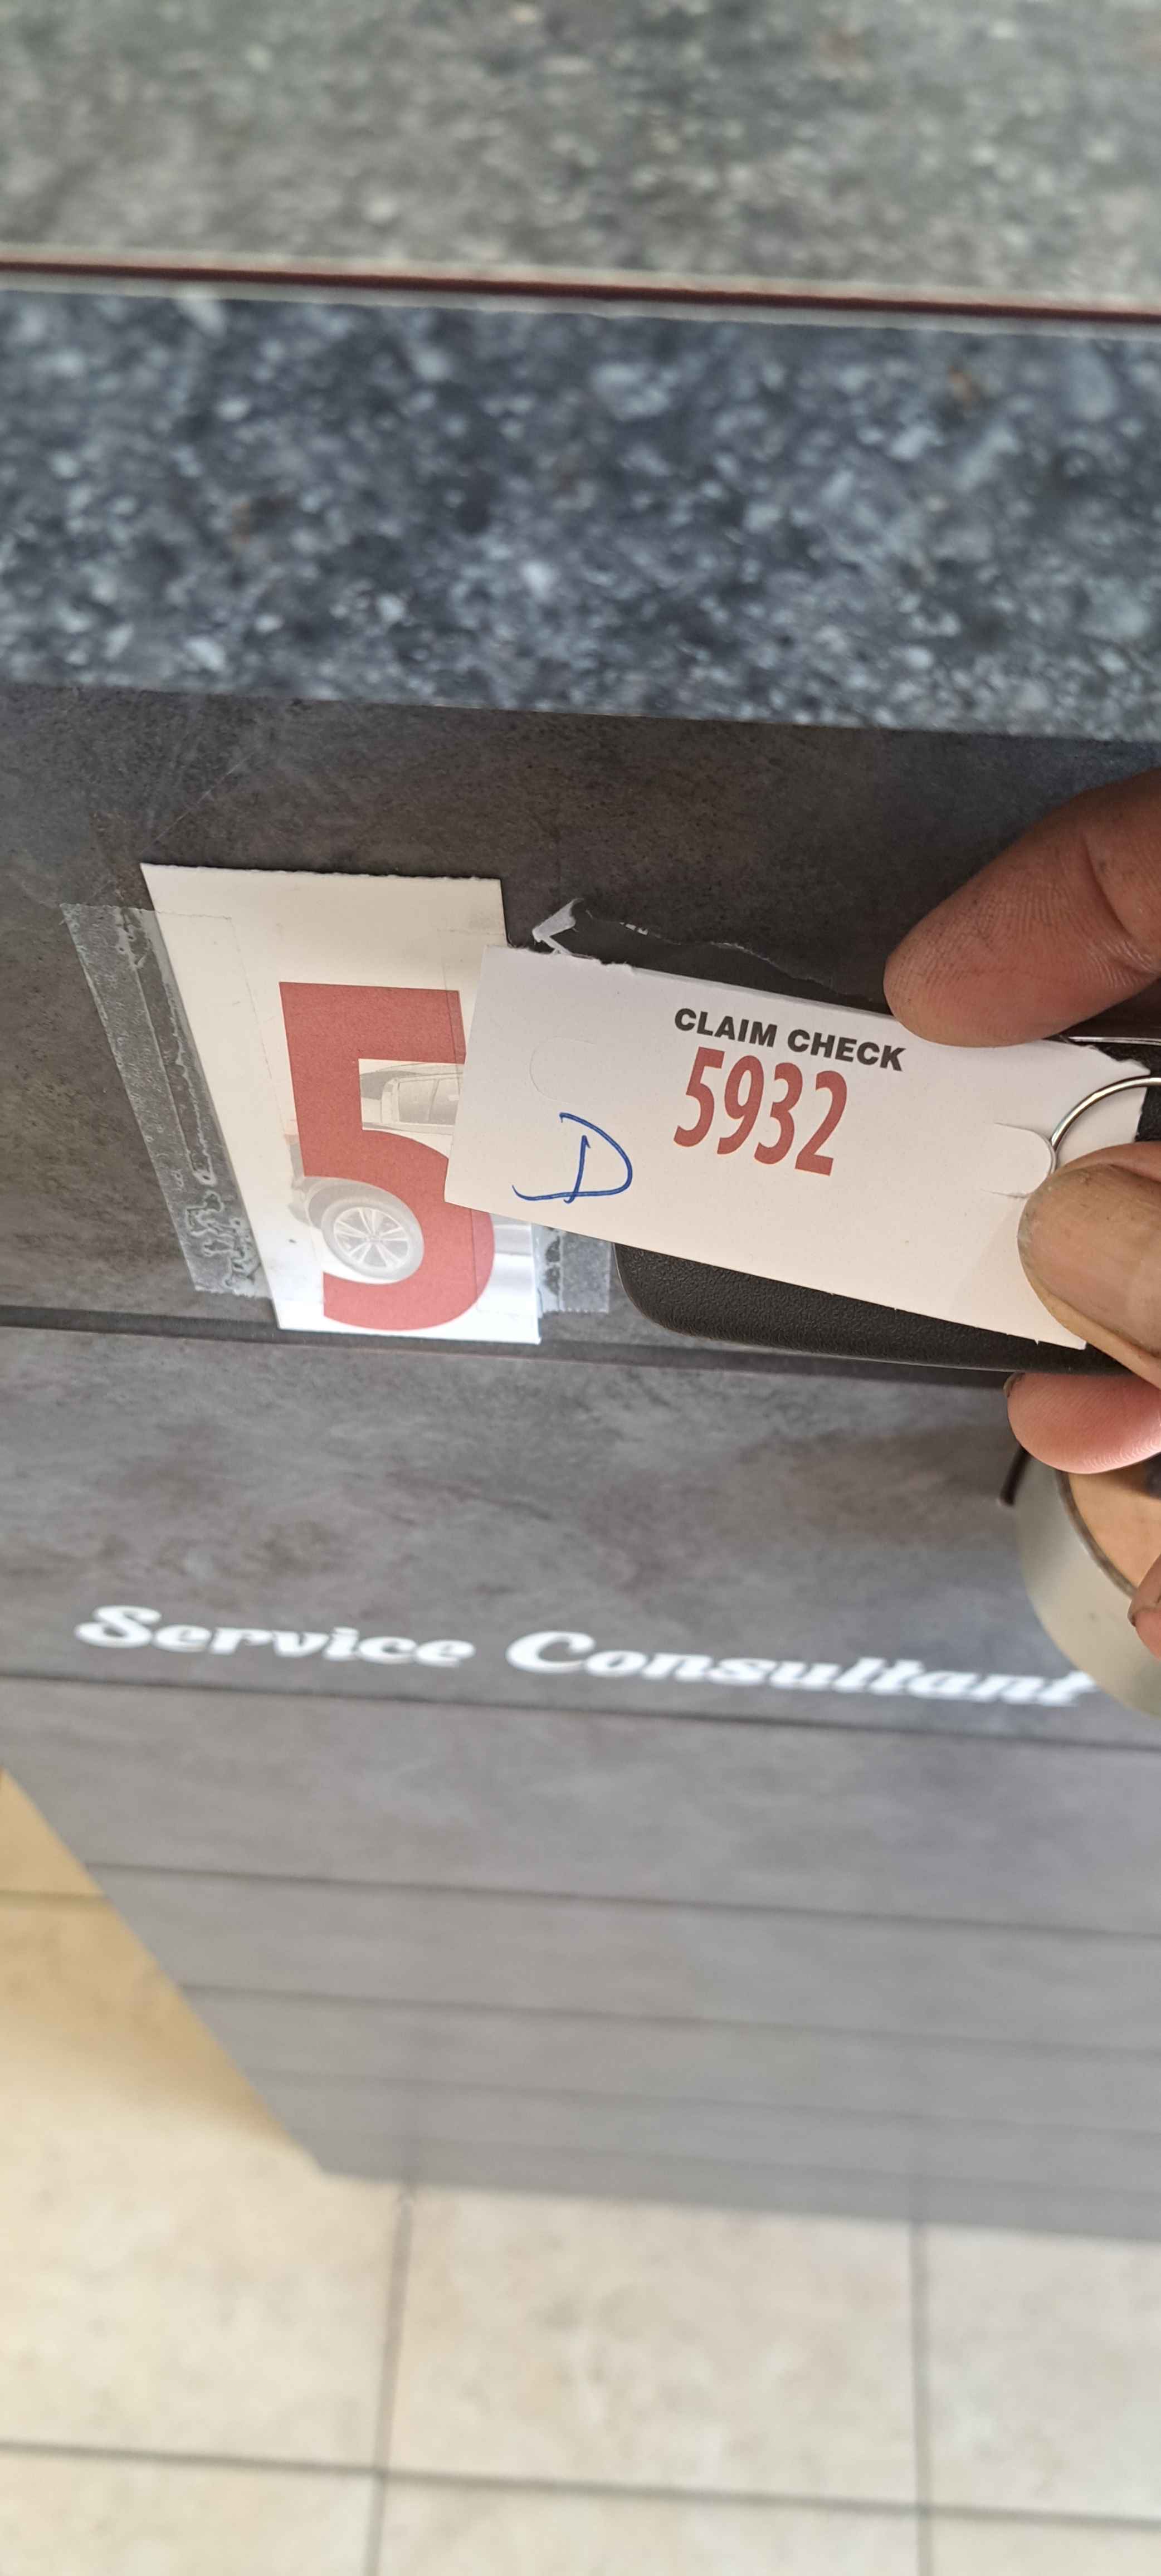 5
CLAIM CHECK
5932
D
Service Consultant